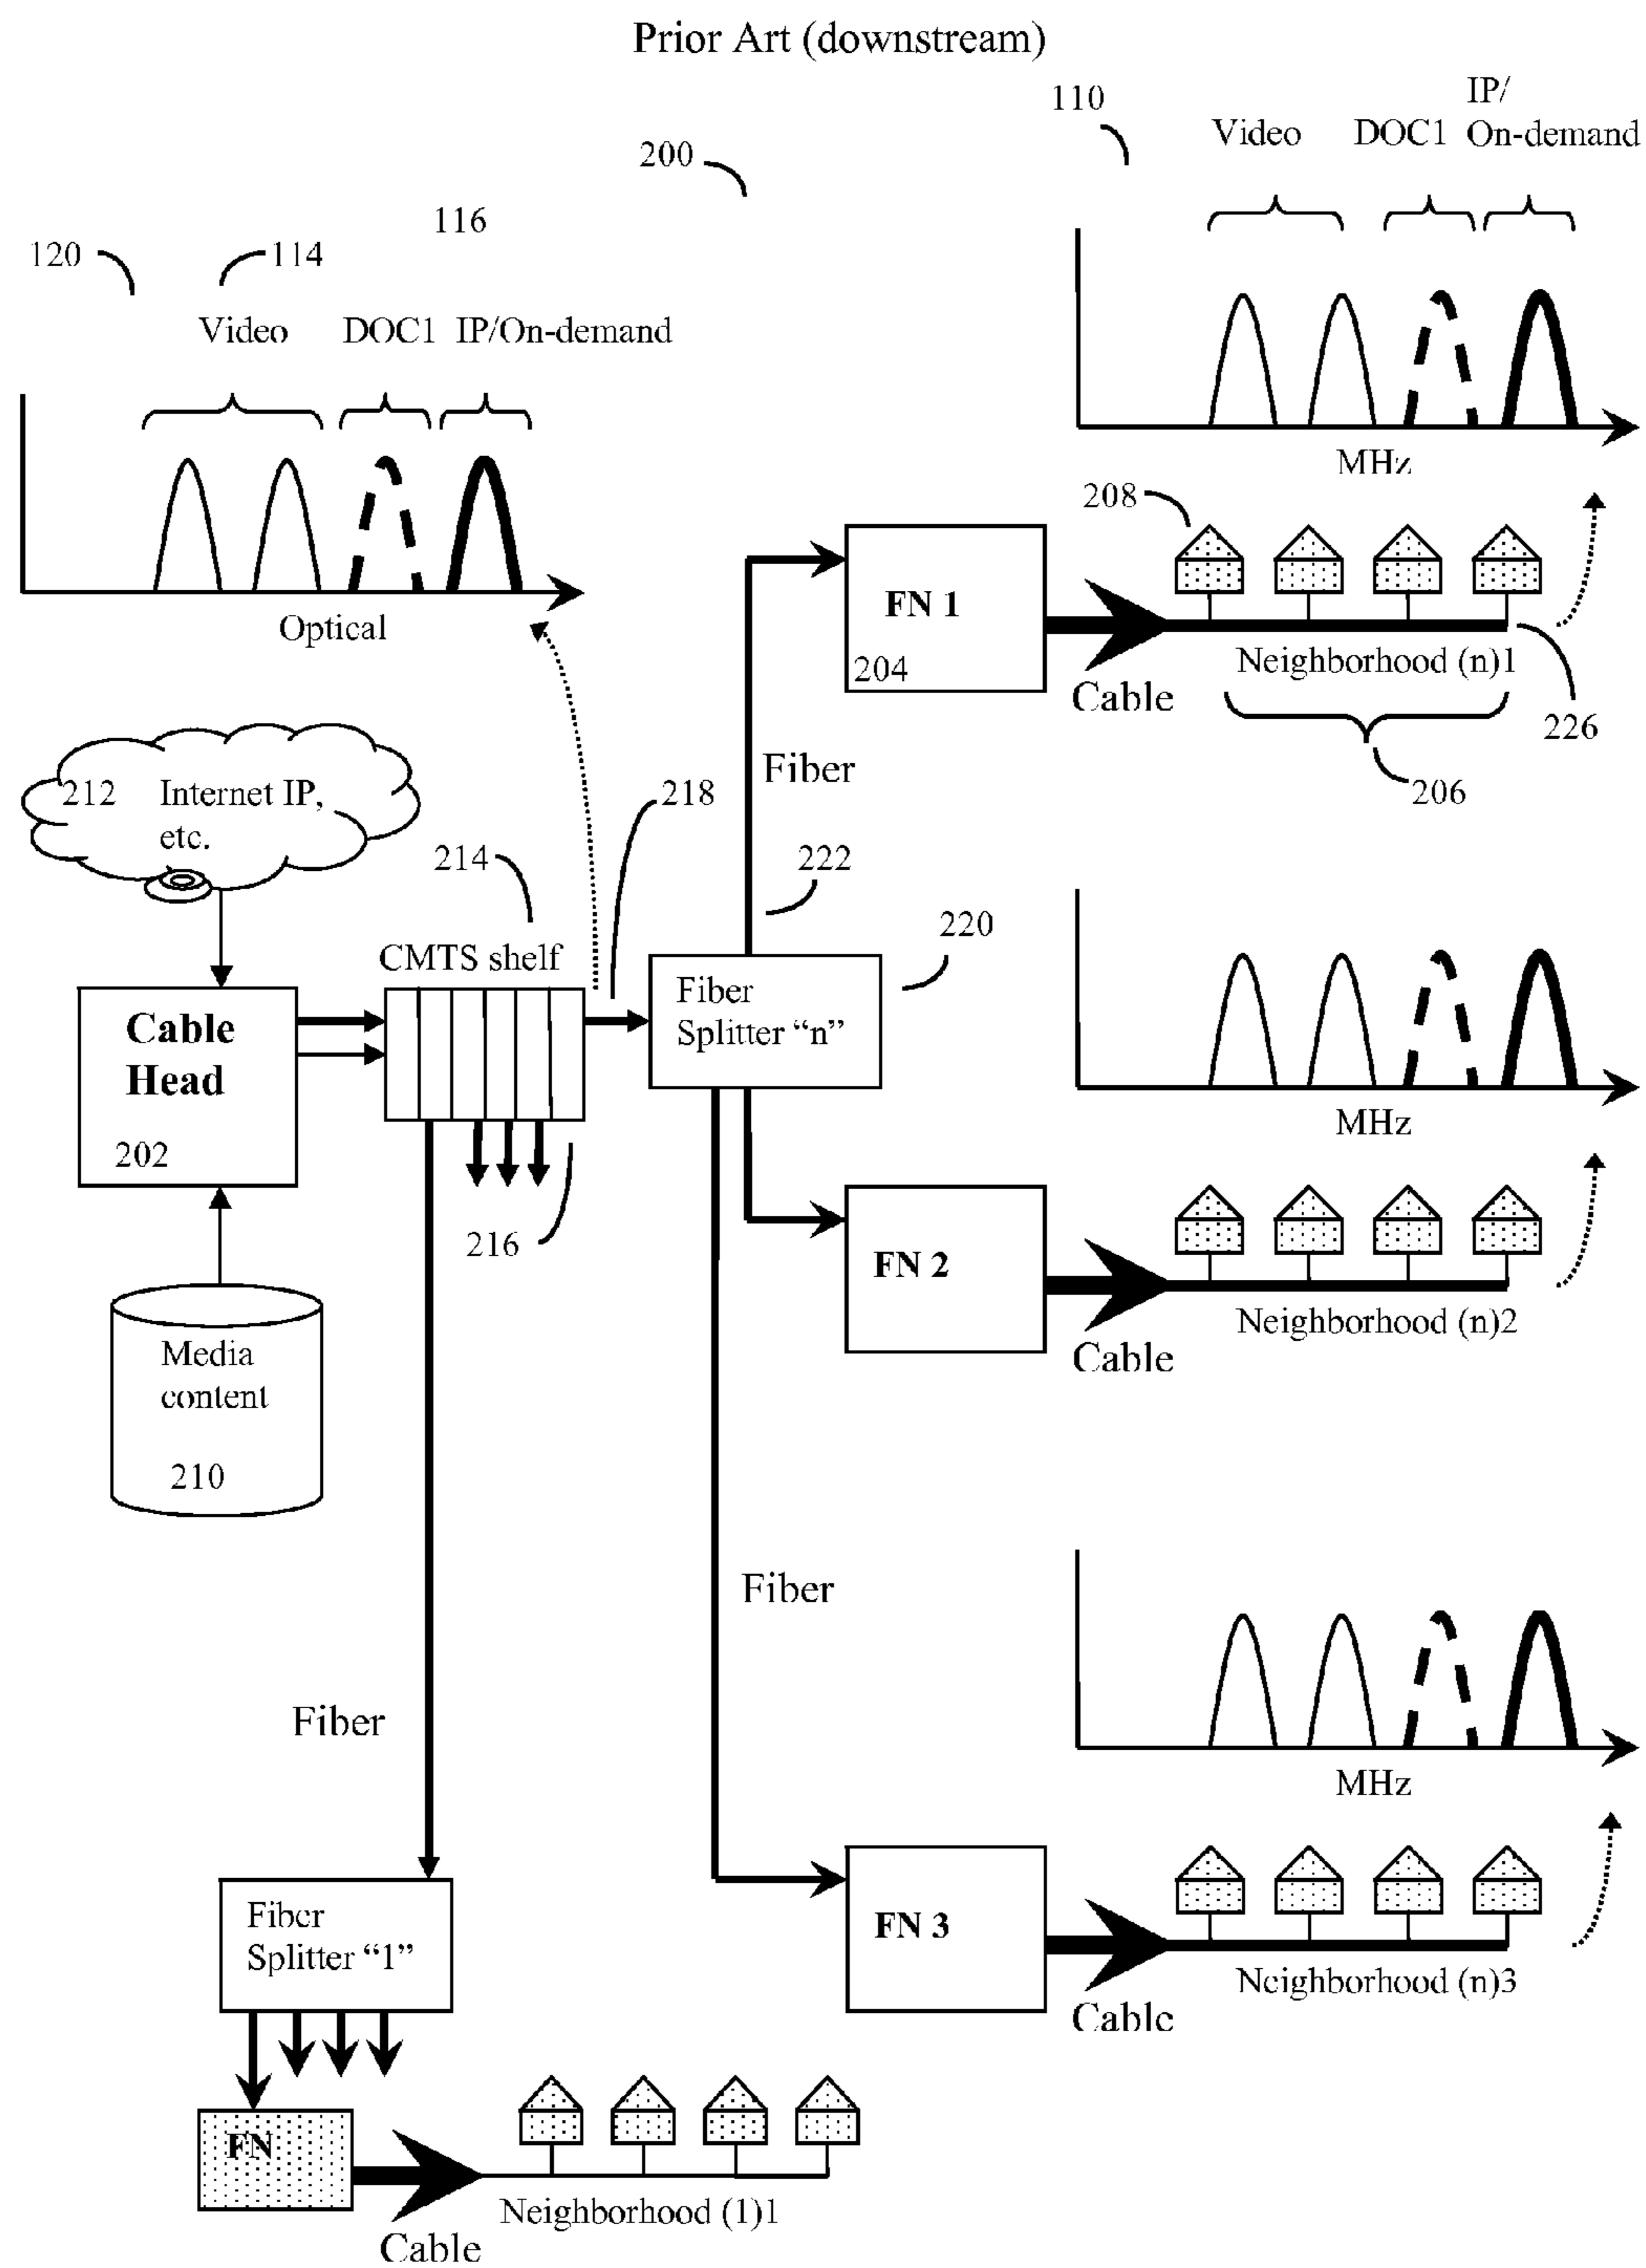 Prior Art (downstream)
110
IP/
Video DOC1 On-demand
200
116
120
114
Video DOC1 IP/On-demand
Optical
MHz
208
FN 1
204
Neighborhood (n)1
Cable
226
206
Fiber
212 Internet IP,
etc.
218
214
222
220
CMTS shelf
Fiber
Splitter “n”
Cable
Head
202
216
MHz
FN 2
Neighborhood (n)2
Cable
Media
content
210
Fiber
Fiber
MHz
Fiber
Splitter “1”
FN 3
Neighborhood (n)3
Cable
FN
Neighborhood (1)1
Cable